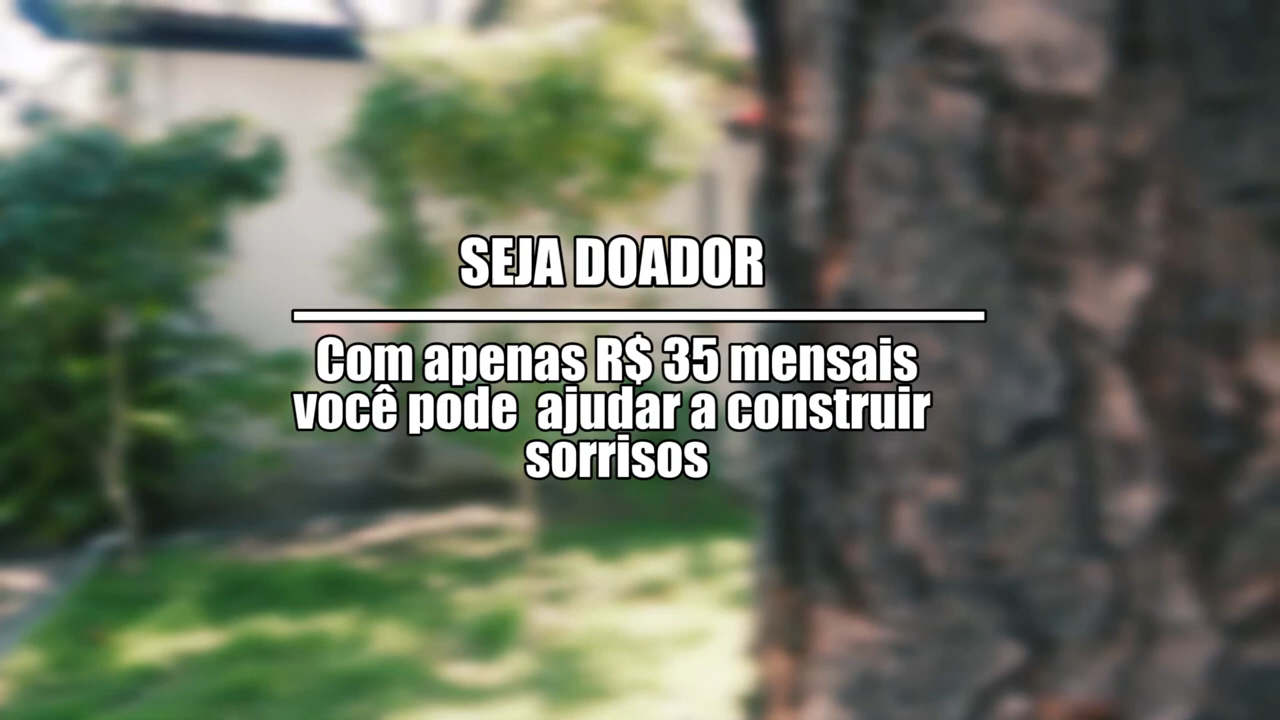 SEJA DOADOR
Com apenas R$ 35 mensais
você pode  ajudar a construir
sorrisos